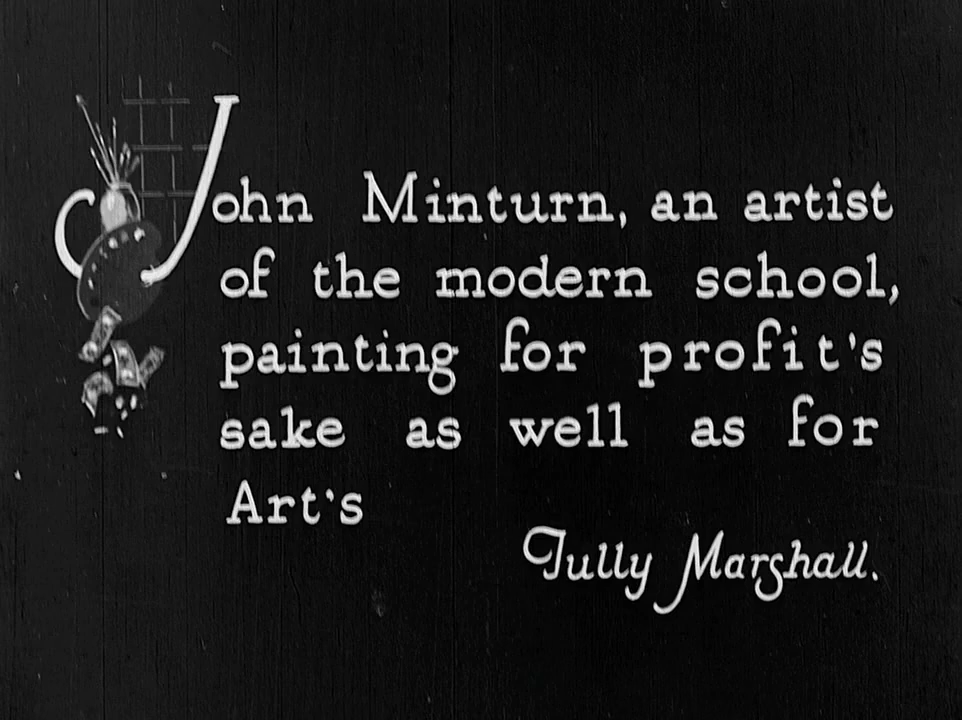 John Minturn, an artist
of the modern school,
painting for profit's
sake as well as for
Art's
Tully Marshall.